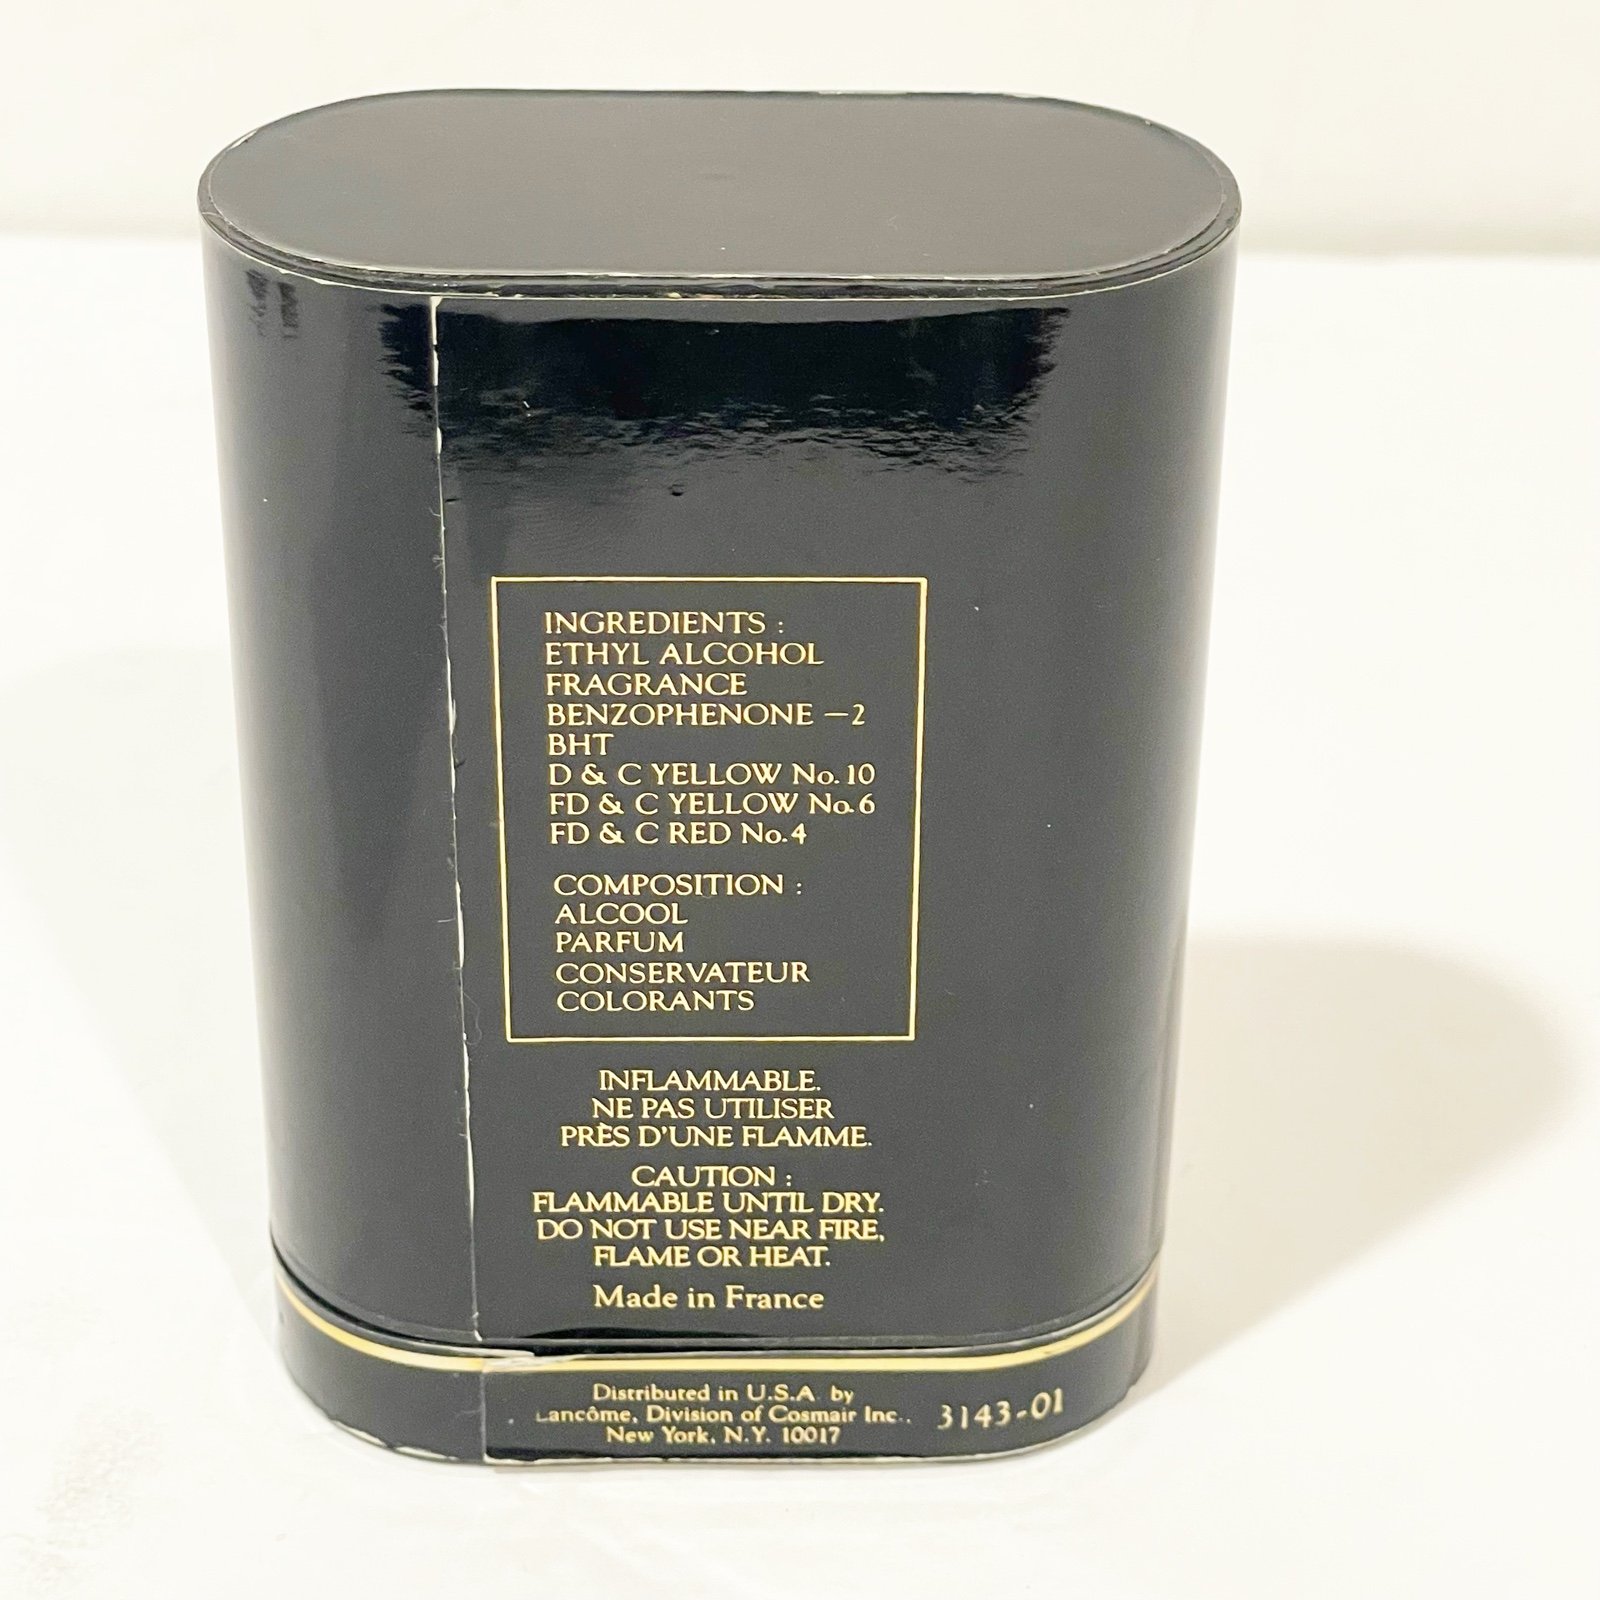 INGREDIENTS :
ETHYL ALCOHOL
FRAGRANCE
BENZOPHENONE –2
BHT
D & C YELLOW No. 10
FD & C YELLOW No. 6
FD & C RED No. 4
COMPOSITION :
ALCOOL
PARFUM
CONSERVATEUR
COLORANTS
INFLAMMABLE.
NE PAS UTILISER
PRÈS D'UNE FLAMME.
CAUTION :
FLAMMABLE UNTIL DRY.
DO NOT USE NEAR FIRE,
FLAME OR HEAT.
Made in France
Distributed in U.S.A. by
Lancôme, Division of Cosmair Inc.,
New York, N.Y. 10017
3143-01